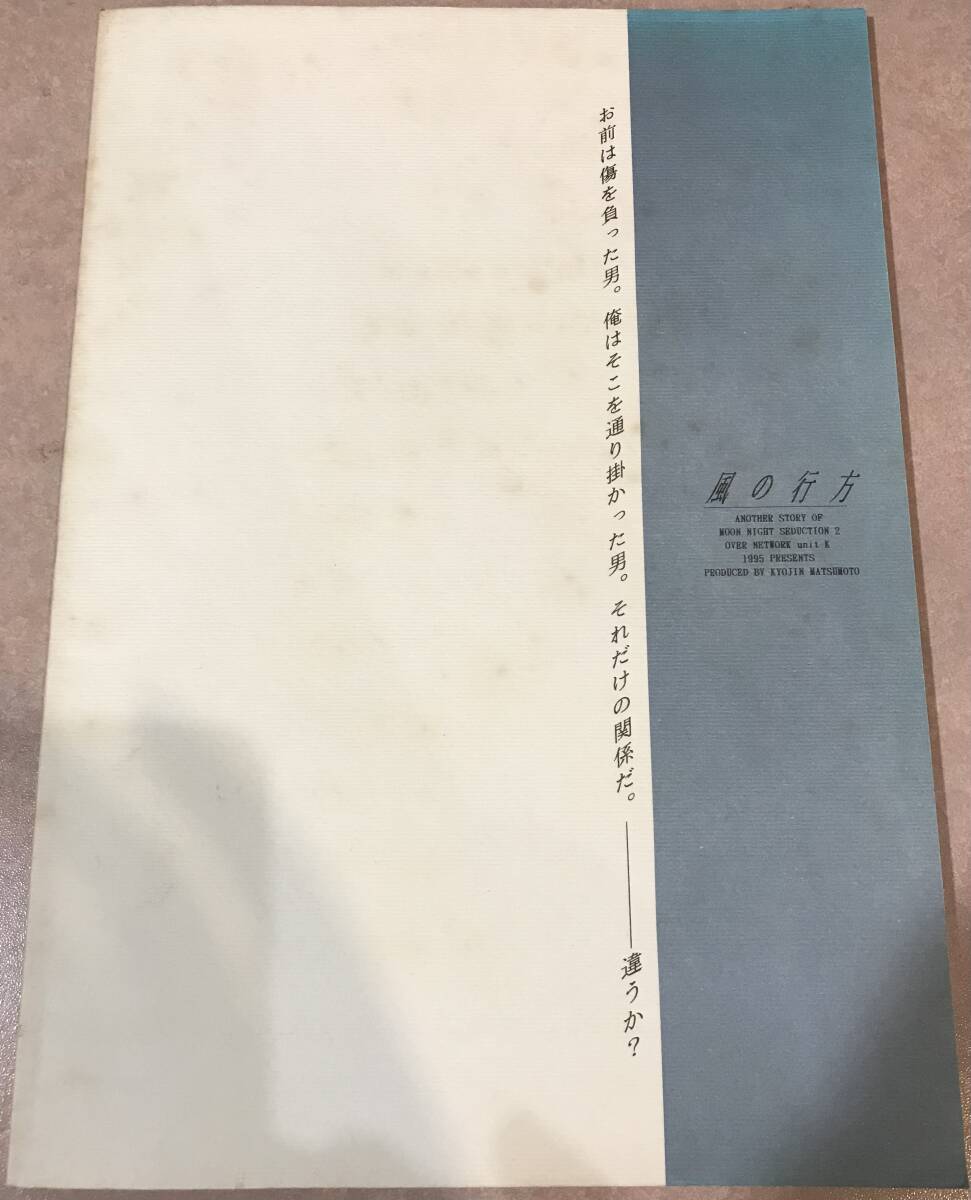 風の行方
ANOTHER STORY OF
MOON NIGHT SEDUCTION 2
OVER NETWORK unit K
1995 PRESENTS
PRODUCED BY KYOJIN MATSUMOTO
お前は傷を負った男。俺はそこを通り掛かった男。それだけの関係だ。――違うか?